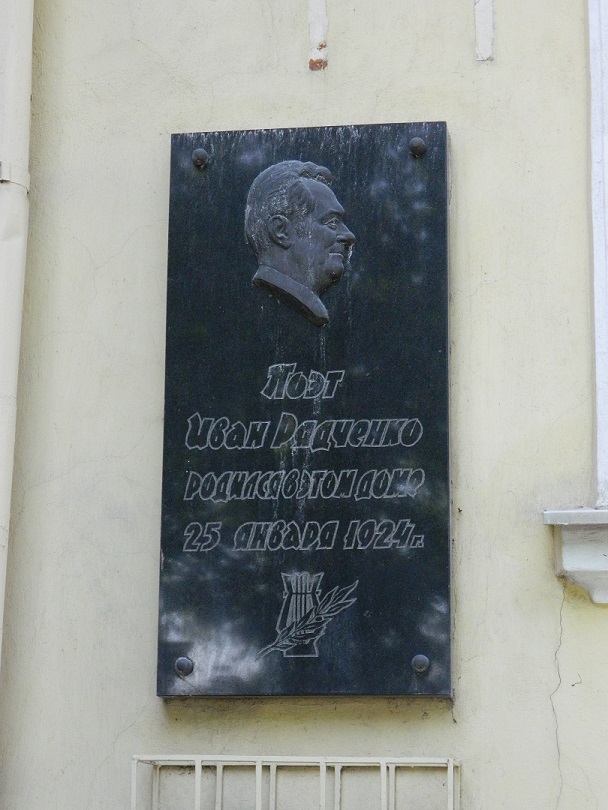 Поэт
Иван Радченко
родился в этом доме
25 января 1924 г.